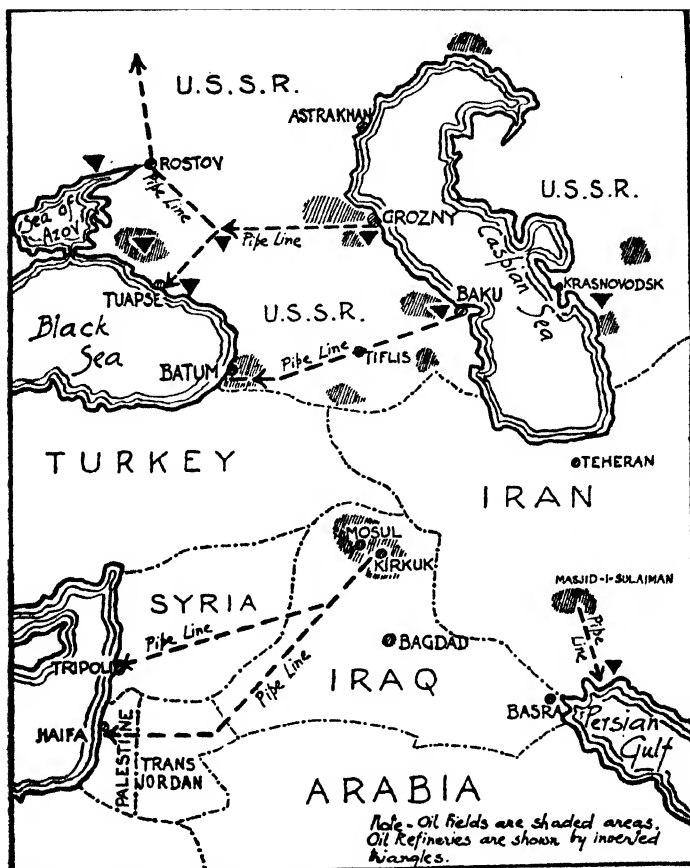 U.S.S.R.
ASTRAKHAN
ROSTOV
Pipe Line
Sea of
Azov
U.S.S.R.
GROZNY
Pipe Line
Caspian
Sea
TUAPSE
U.S.S.R.
KRASNOVODSK
BAKU
Black
Sea
Pipe Line
TIFLIS
BATUM
TURKEY
TEHERAN
IRAN
MOSUL
KIRKUK
MASJID-I-SULAIMAN
SYRIA
Pipe Line
Pipe
Line
BAGDAD
TRIPOLI
Pipe Line
IRAQ
BASRA
Persian
Gulf
HAIFA
PALESTINE
TRANS
JORDAN
ARABIA
Note - Oil Fields are shaded areas.
Oil Refineries are shown by inverted
triangles.